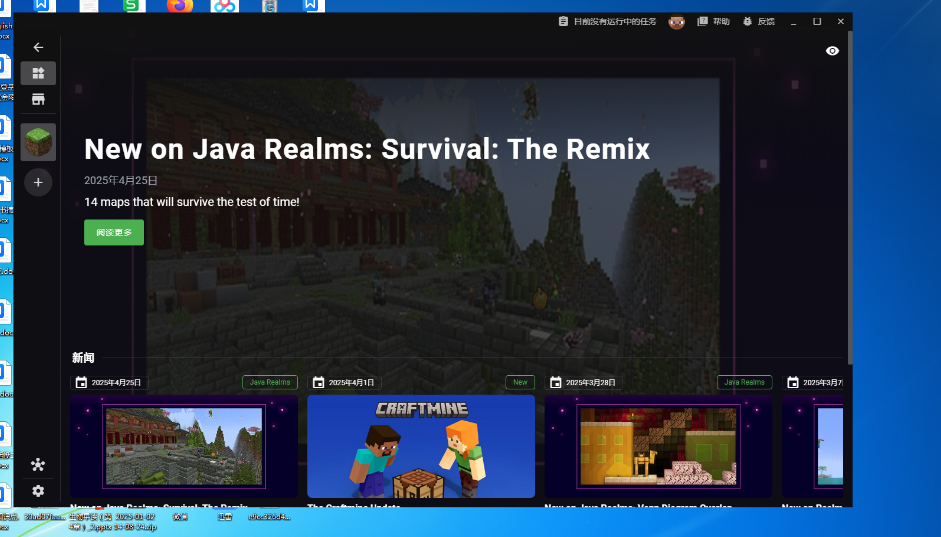 目前没有运行中的任务
帮助
反馈
New on Java Realms: Survival: The Remix
2025年4月25日
14 maps that will survive the test of time!
阅读更多
新闻
2025年4月25日
Java Realms
2025年4月1日
New
2025年3月28日
Java Realms
2025年3月
CRAFTMINE
New on Java Realms: Survival: The Remix
The Craftmine Update
New on Java Realms: Venn Diagram Overlap
New on